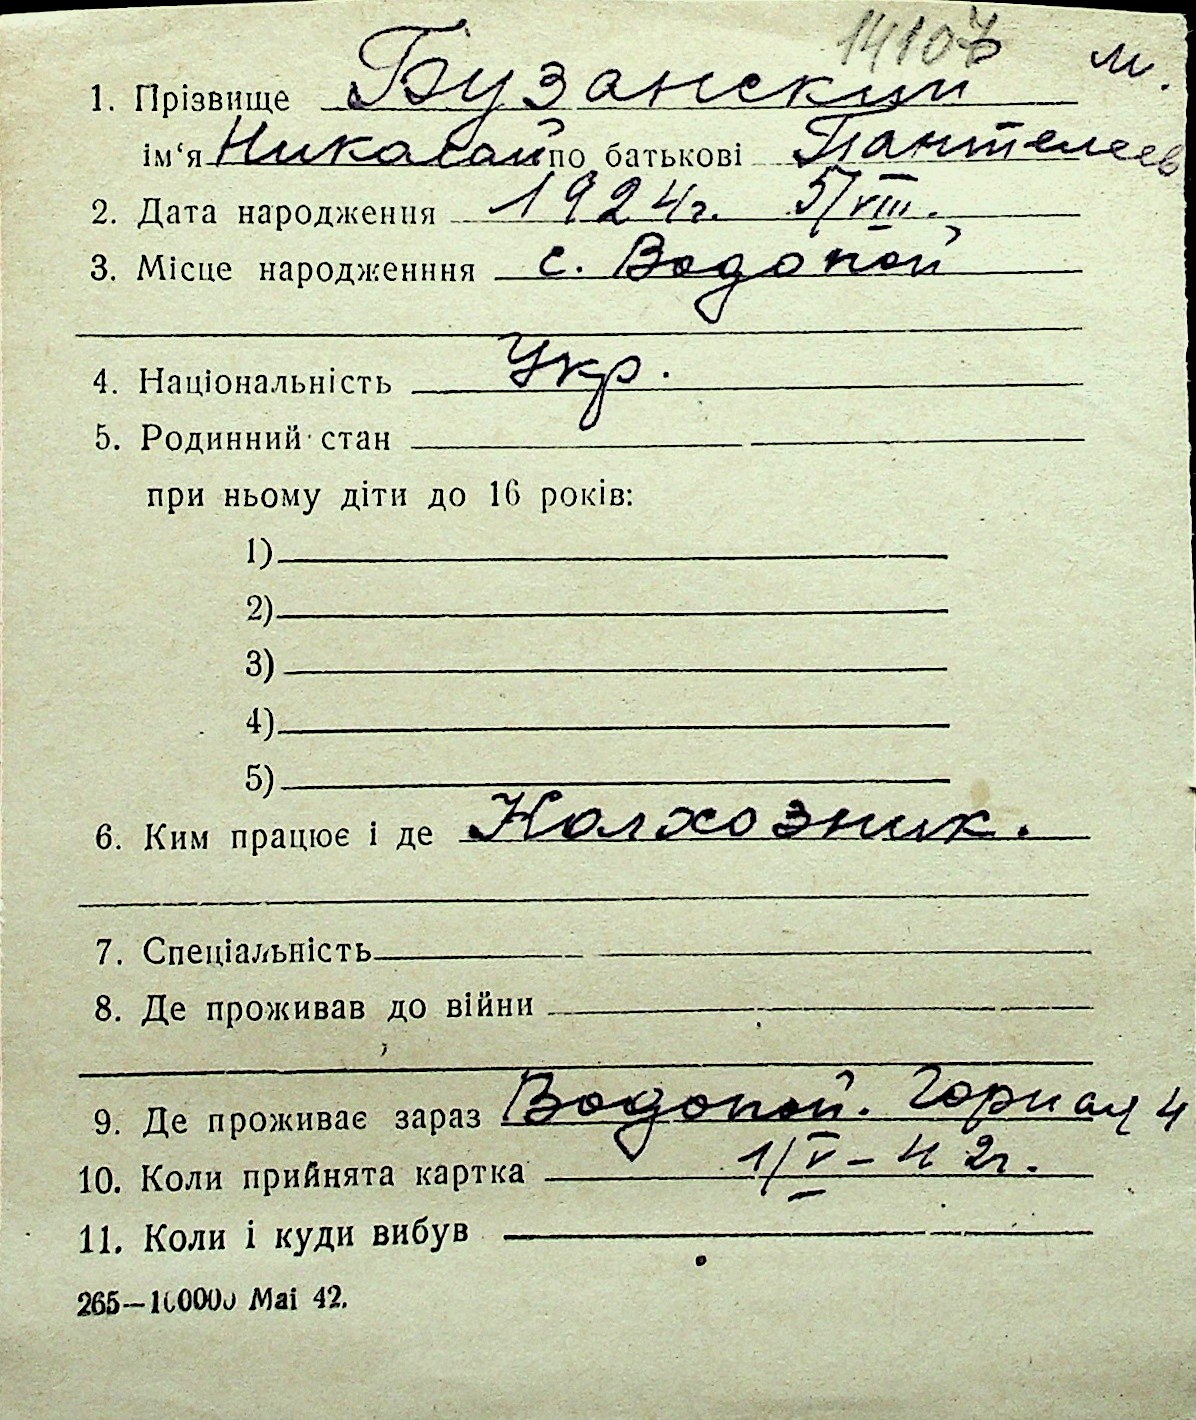 14107 м.
1. Прізвище Бузанский
ім‘я Николай по батькові Пантелеев
2. Дата народження 1924г. 5/VIII.
3. Місце народженння с. Водопой
4. Національність Укр.
5. Родинний стан
при ньому діти до 16 років:
1)
2)
3)
4)
5)
6. Ким працює і де Колхозник.
7. Спеціальність
8. Де проживав до війни
9. Де проживає зараз Водопой. Горная 4
10. Коли прийнята картка 1/V – 42г.
11. Коли і куди вибув
265—100000 Mai 42.